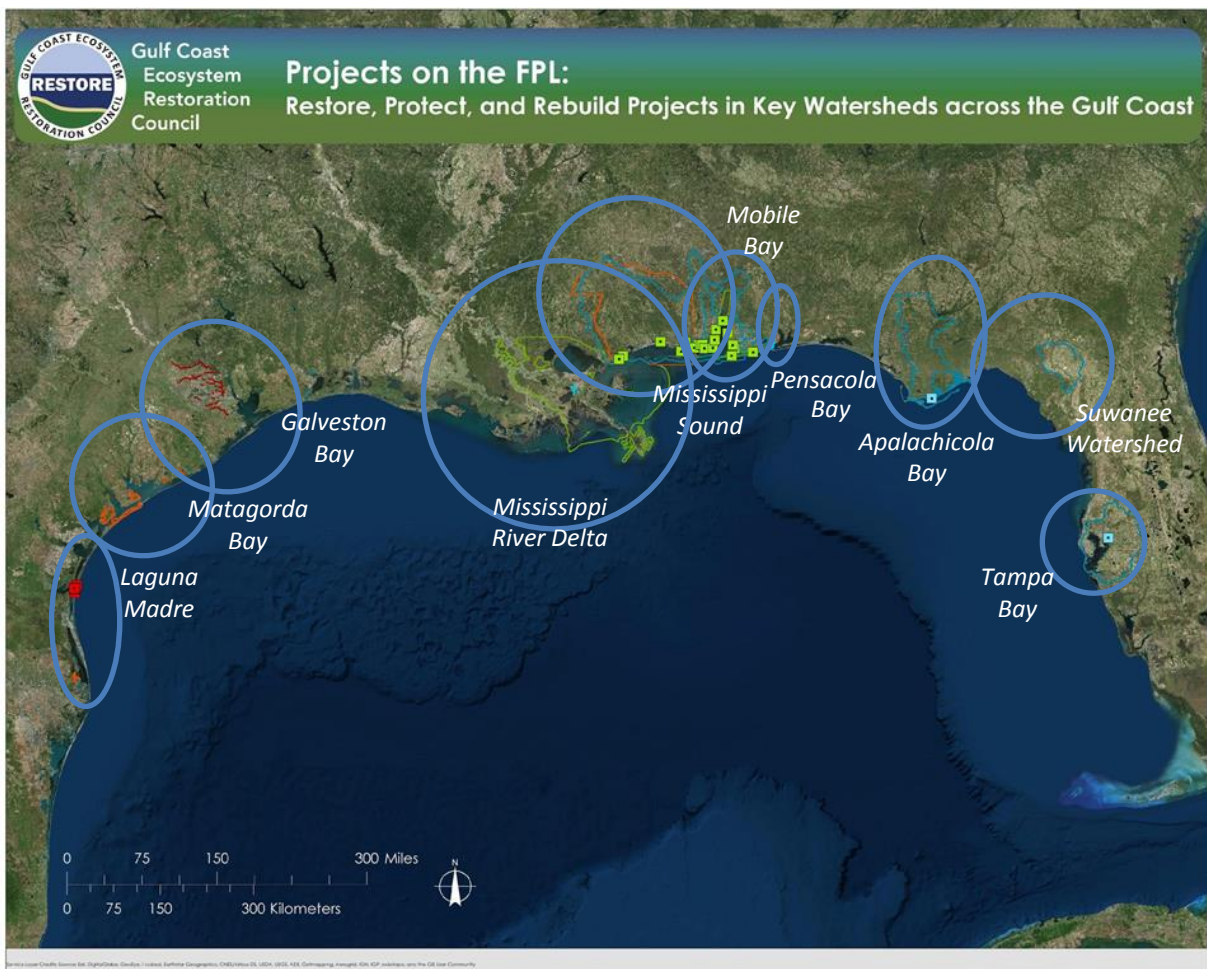 GULF COAST ECOSYSTEM
RESTORE
RESTORATION COUNCIL
Gulf Coast
Ecosystem
Restoration
Council
Projects on the FPL:
Restore, Protect, and Rebuild Projects in Key Watersheds across the Gulf Coast
Mobile
Bay
Pensacola
Bay
Mississippi
Sound
Apalachicola
Bay
Suwanee
Watershed
Galveston
Bay
Matagorda
Bay
Mississippi
River Delta
Laguna
Madre
Tampa
Bay
0 75 150 300 Miles
0 75 150 300 Kilometers
N